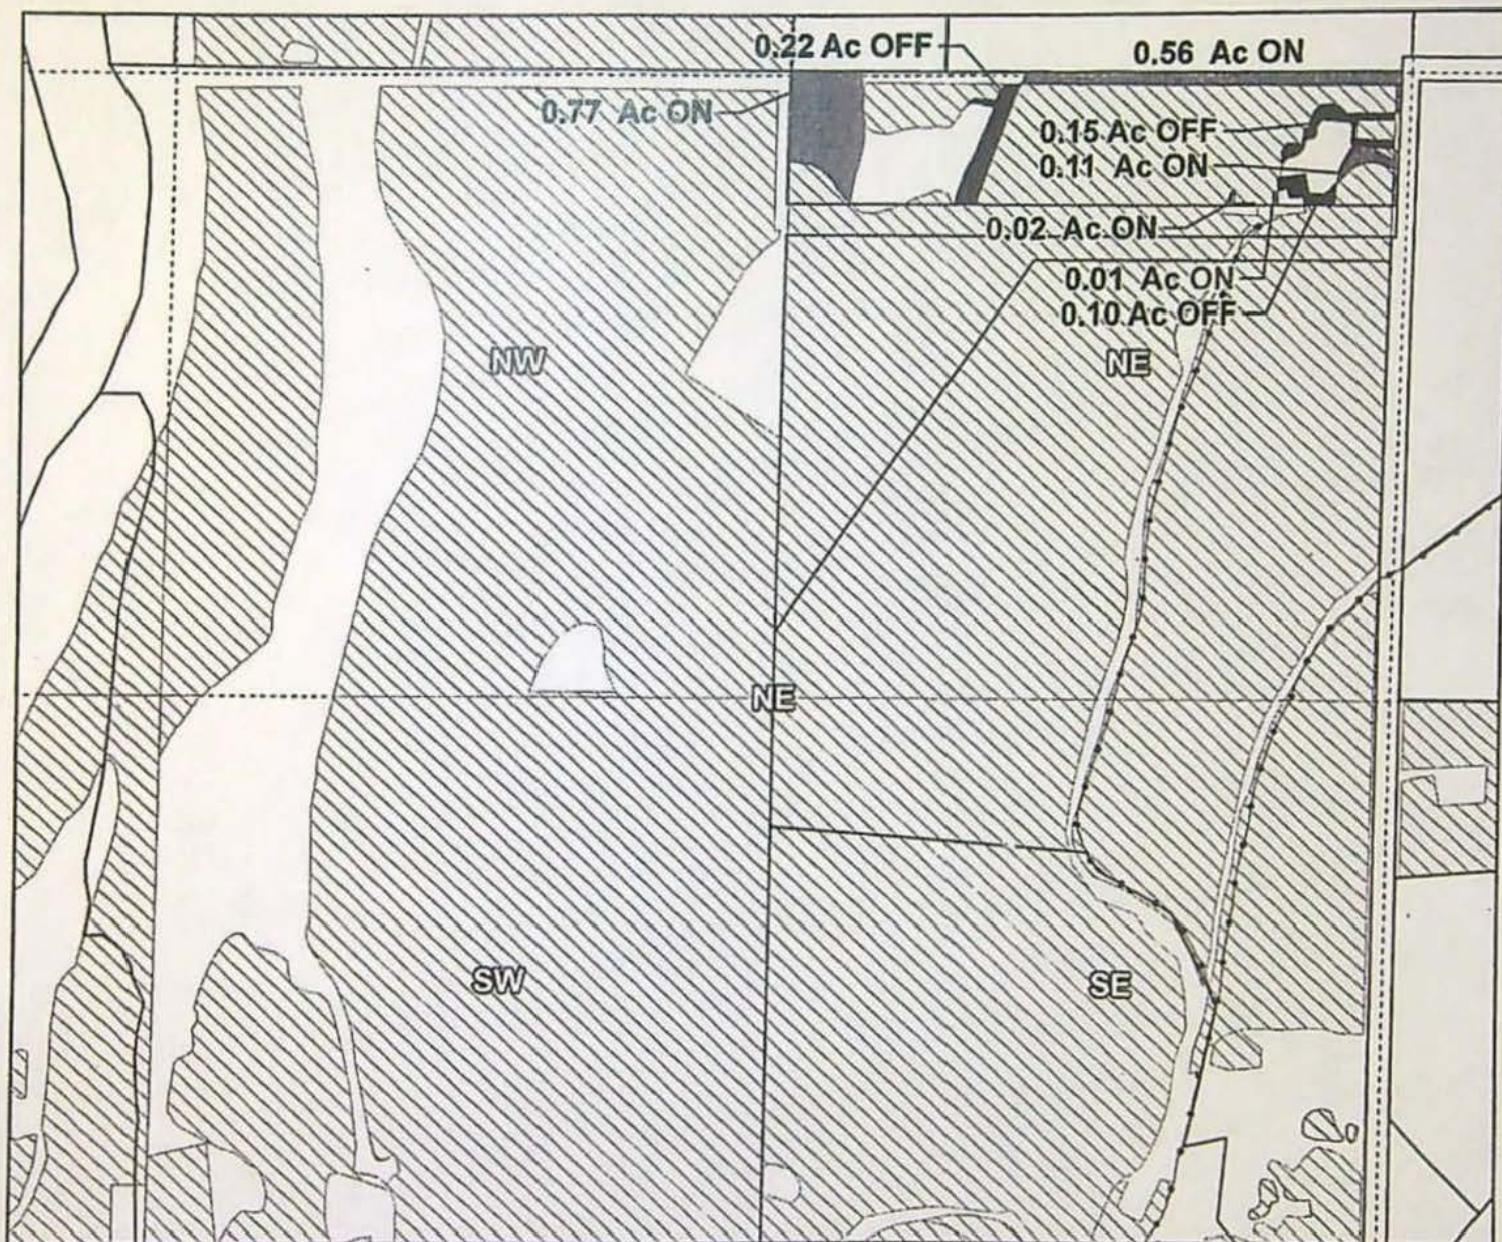 0.22 Ac OFF
0.56 Ac ON
0.77 Ac ON
0.15 Ac OFF
0.11 Ac ON
0.02 Ac ON
0.01 Ac ON
0.10 Ac OFF
NW
NE
NE
SW
SE